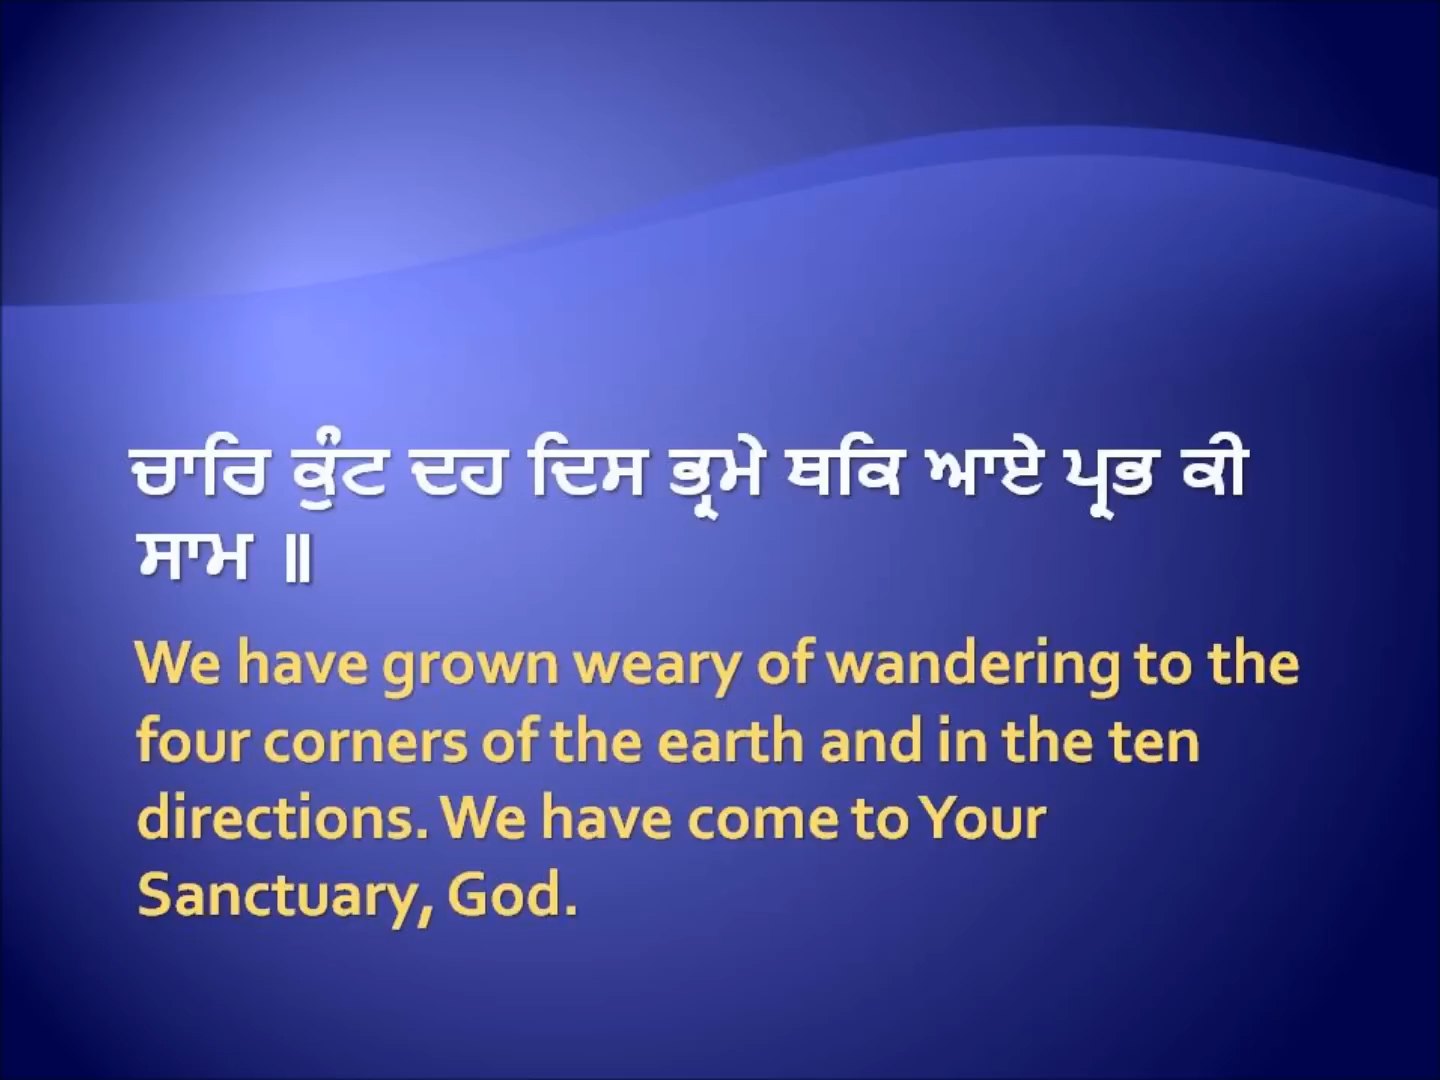 ਚਾਰਿ ਕੁੰਟ ਦਹ ਦਿਸ ਭ੍ਰਮੇ ਥਕਿ ਆਏ ਪ੍ਰਭ ਕੀ
ਸਾਮ ॥
We have grown weary of wandering to the
four corners of the earth and in the ten
directions. We have come to Your
Sanctuary, God.